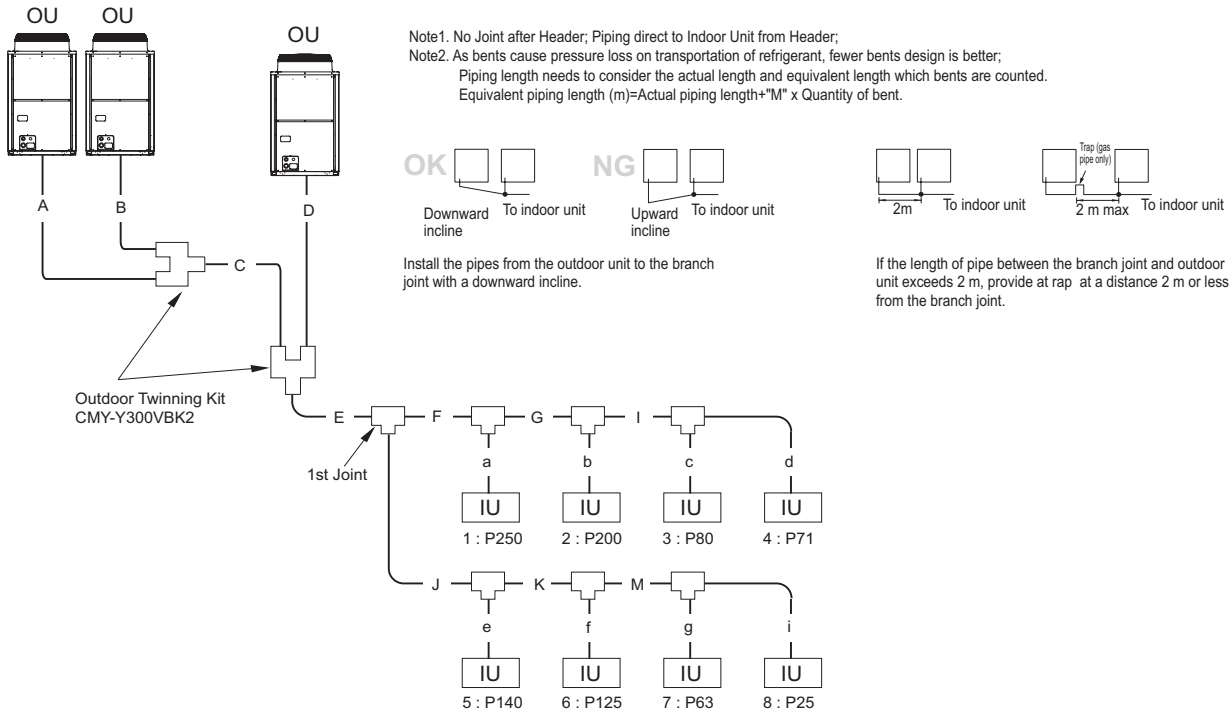 OU
OU
OU
Note1. No Joint after Header; Piping direct to Indoor Unit from Header;
Note2. As bents cause pressure loss on transportation of refrigerant, fewer bents design is better;
Piping length needs to consider the actual length and equivalent length which bents are counted.
Equivalent piping length (m)=Actual piping length+"M" x Quantity of bent.
OK
Downward
incline
To indoor unit
NG
Upward
incline
To indoor unit
Install the pipes from the outdoor unit to the branch
joint with a downward incline.
2m
To indoor unit
Trap (gas
pipe only)
2 m max
To indoor unit
If the length of pipe between the branch joint and outdoor
unit exceeds 2 m, provide at rap at a distance 2 m or less
from the branch joint.
A
B
D
C
Outdoor Twinning Kit
CMY-Y300VBK2
E
F
G
I
1st Joint
a
b
c
d
IU
IU
IU
IU
1 : P250
2 : P200
3 : P80
4 : P71
J
K
M
e
f
g
i
IU
IU
IU
IU
5 : P140
6 : P125
7 : P63
8 : P25